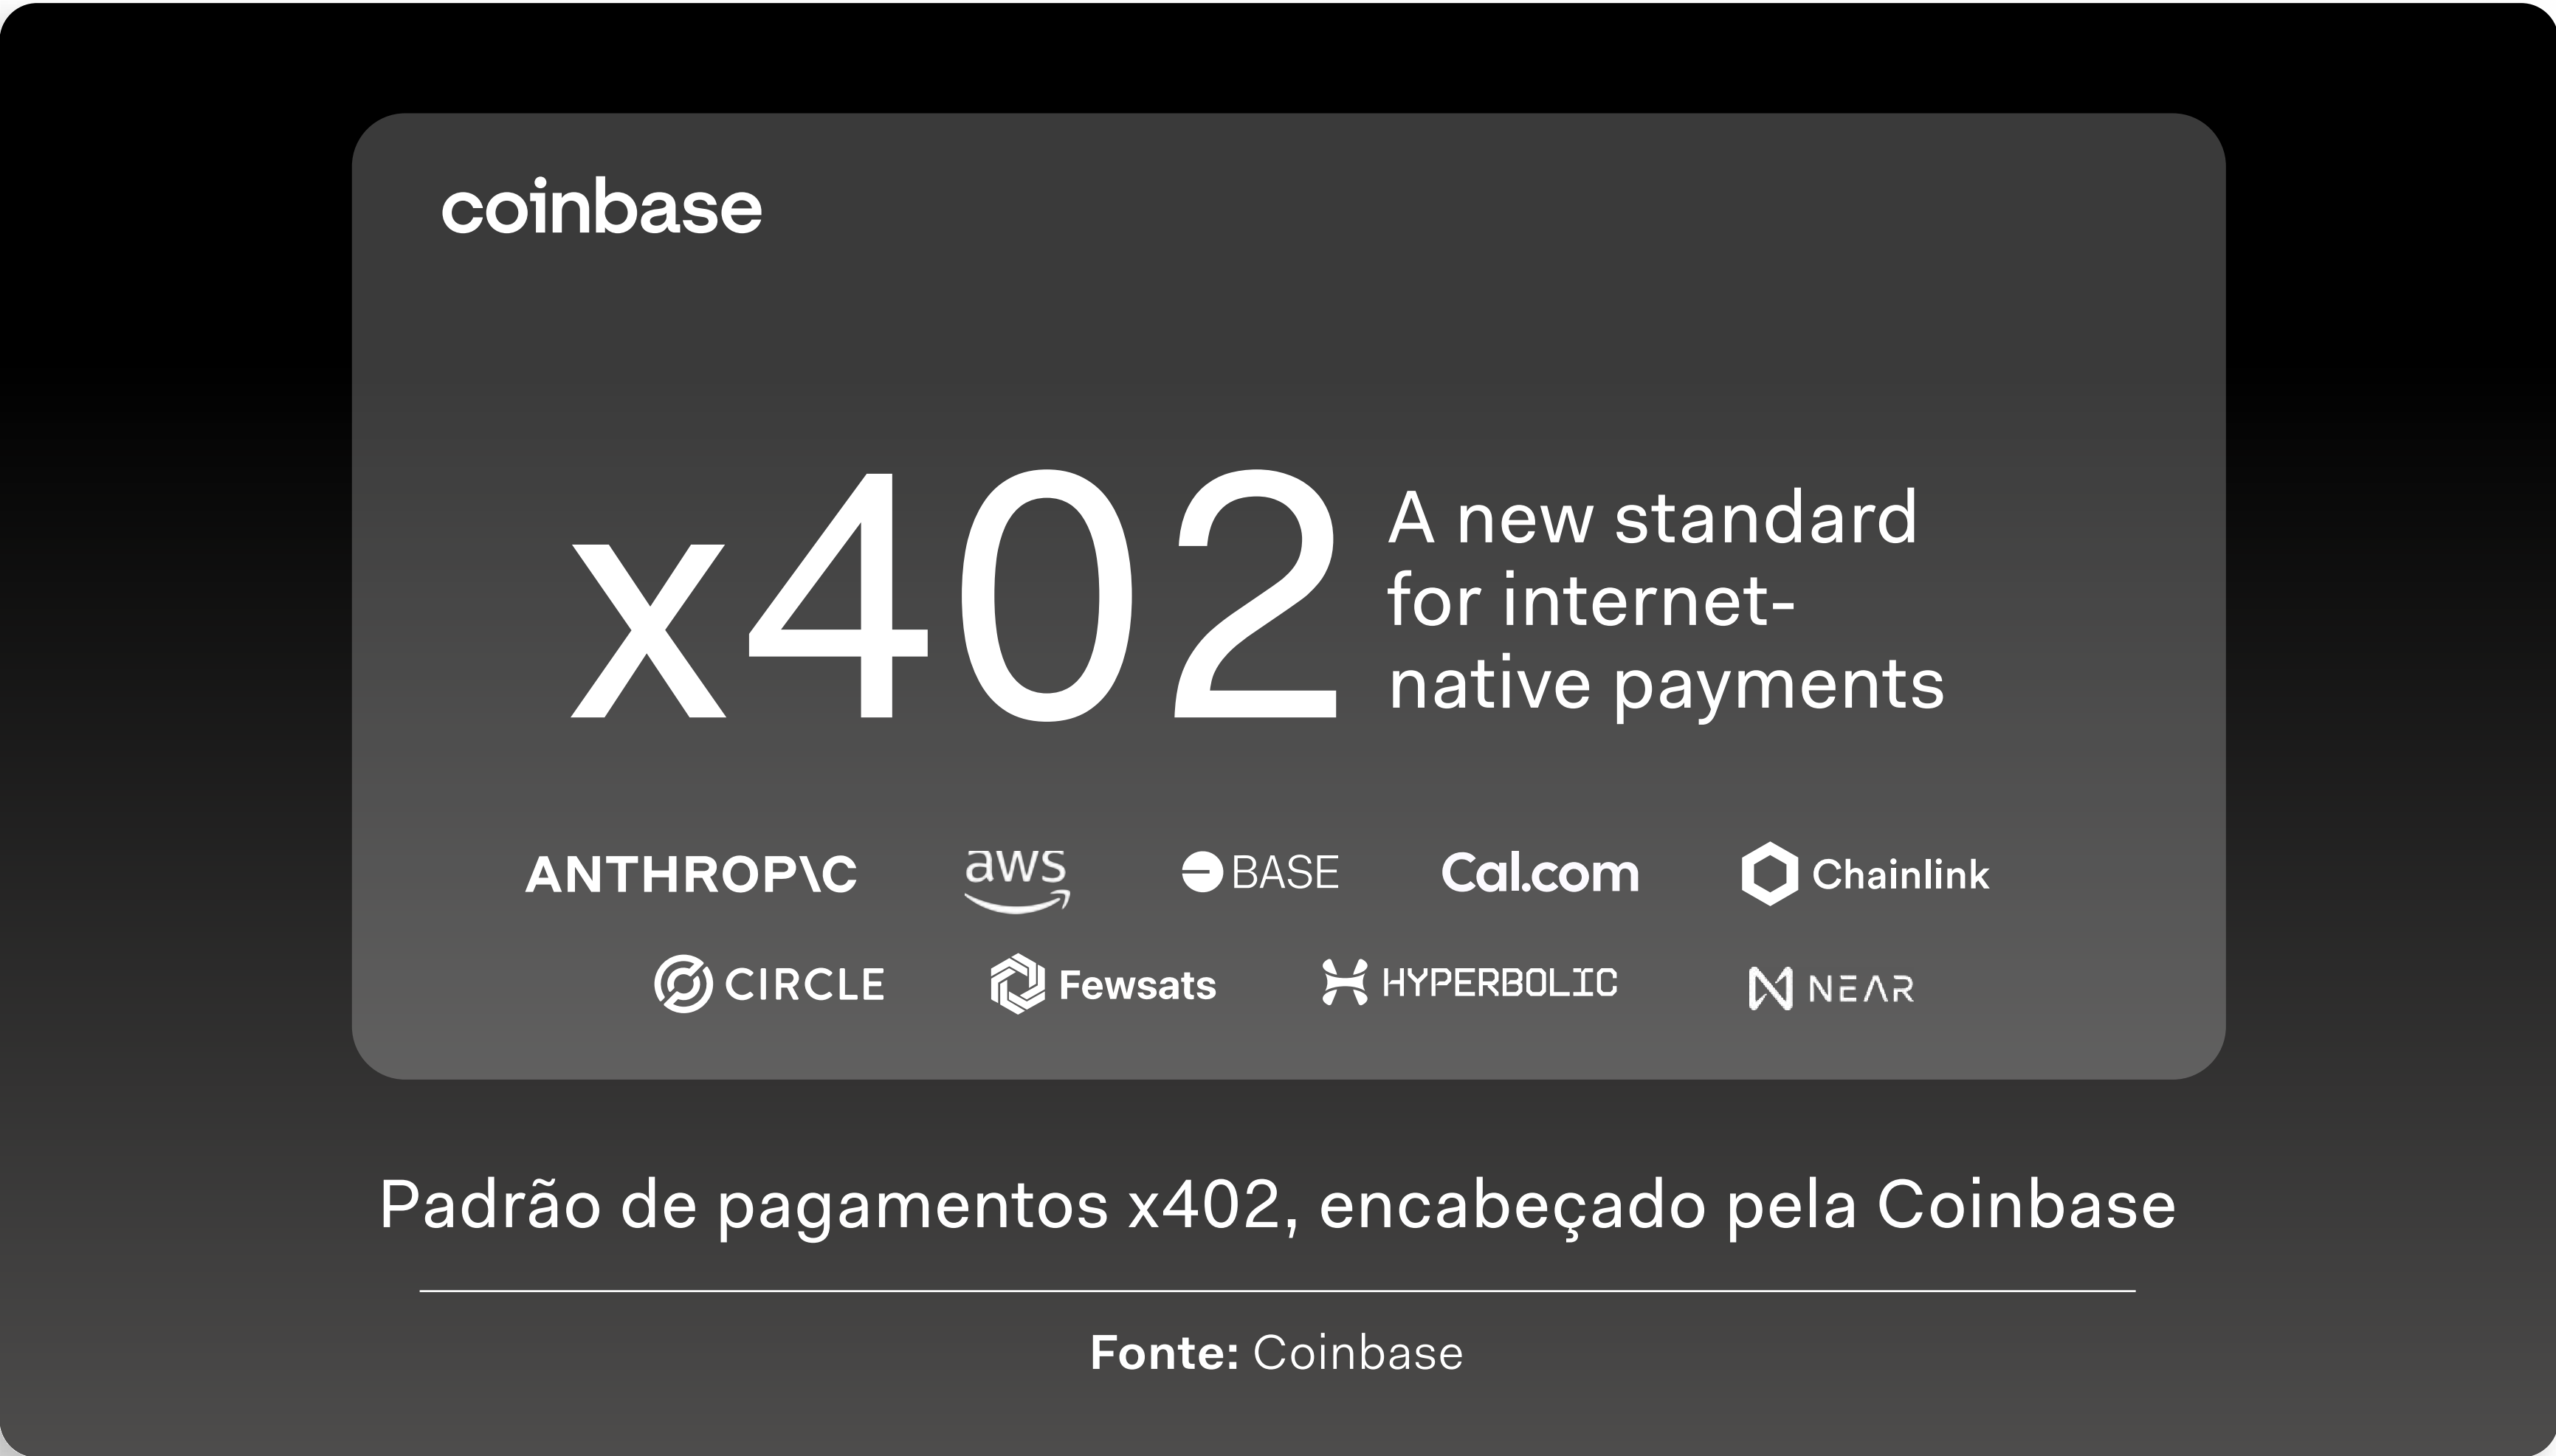 coinbase
x402
A new standard
for internet-
native payments
ANTHROP\C
aws
BASE
Cal.com
Chainlink
CIRCLE
Fewsats
HYPERBOLIC
NEAR
Padrão de pagamentos x402, encabeçado pela Coinbase
Fonte: Coinbase